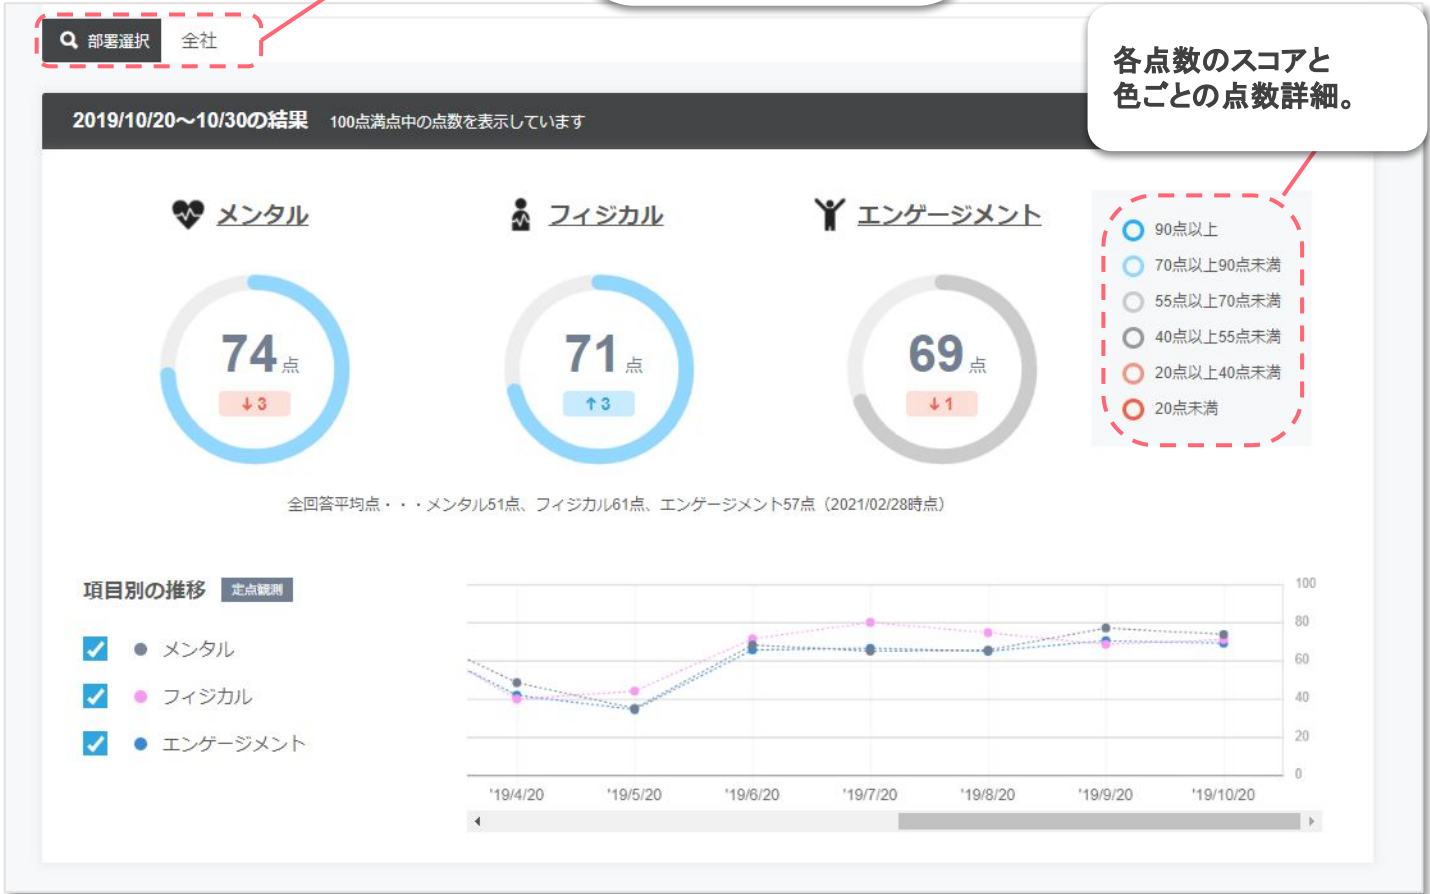 部署選択 全社
各点数のスコアと
色ごとの点数詳細。
2019/10/20～10/30の結果 100点満点中の点数を表示しています
メンタル フィジカル エンゲージメント
74点 71点 69点
↓3 ↑3 ↓1
90点以上
70点以上90点未満
55点以上70点未満
40点以上55点未満
20点以上40点未満
20点未満
全回答平均点・・・メンタル51点、フィジカル61点、エンゲージメント57点（2021/02/28時点）
項目別の推移 定点観測
メンタル
フィジカル
エンゲージメント
100
80
60
40
20
0
'19/4/20 '19/5/20 '19/6/20 '19/7/20 '19/8/20 '19/9/20 '19/10/20